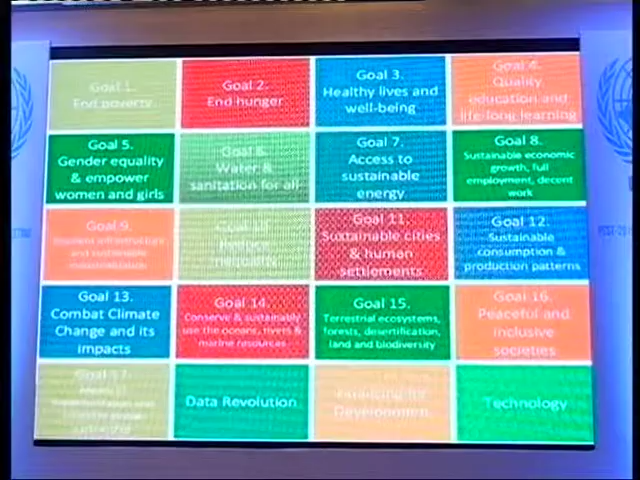 Goal 1.
End poverty
Goal 2.
End hunger
Goal 3.
Healthy lives and
well-being
Goal 4.
Quality
education and
life-long learning
Goal 5.
Gender equality
& empower
women and girls
Goal 6.
Water &
sanitation for all
Goal 7.
Access to
sustainable
energy
Goal 8.
Sustainable economic
growth, full
employment, decent
work
Goal 9.
Resilient infrastructure
and sustainable
industrialization
Goal 10.
Reduce
inequality
Goal 11.
Sustainable cities
& human
settlements
Goal 12.
Sustainable
consumption &
production patterns
Goal 13.
Combat Climate
Change and its
impacts
Goal 14.
Conserve & sustainably
use the oceans, rivers &
marine resources
Goal 15.
Terrestrial ecosystems,
forests, desertification,
land and biodiversity
Goal 16.
Peaceful and
inclusive
societies
Goal 17.
Data Revolution
Financing for
Development
Technology